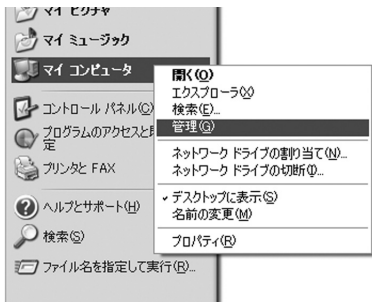 マイ ピクチャ
マイ ミュージック
マイ コンピュータ
コントロール パネル(C)
プログラムのアクセスと
定
プリンタと FAX
ヘルプとサポート(H)
検索(S)
ファイル名を指定して実行(R)...
開く(O)
エクスプローラ(X)
検索(E)...
管理(G)
ネットワーク ドライブの割り当て(N)...
ネットワーク ドライブの切断(I)...
デスクトップに表示(S)
名前の変更(M)
プロパティ(R)